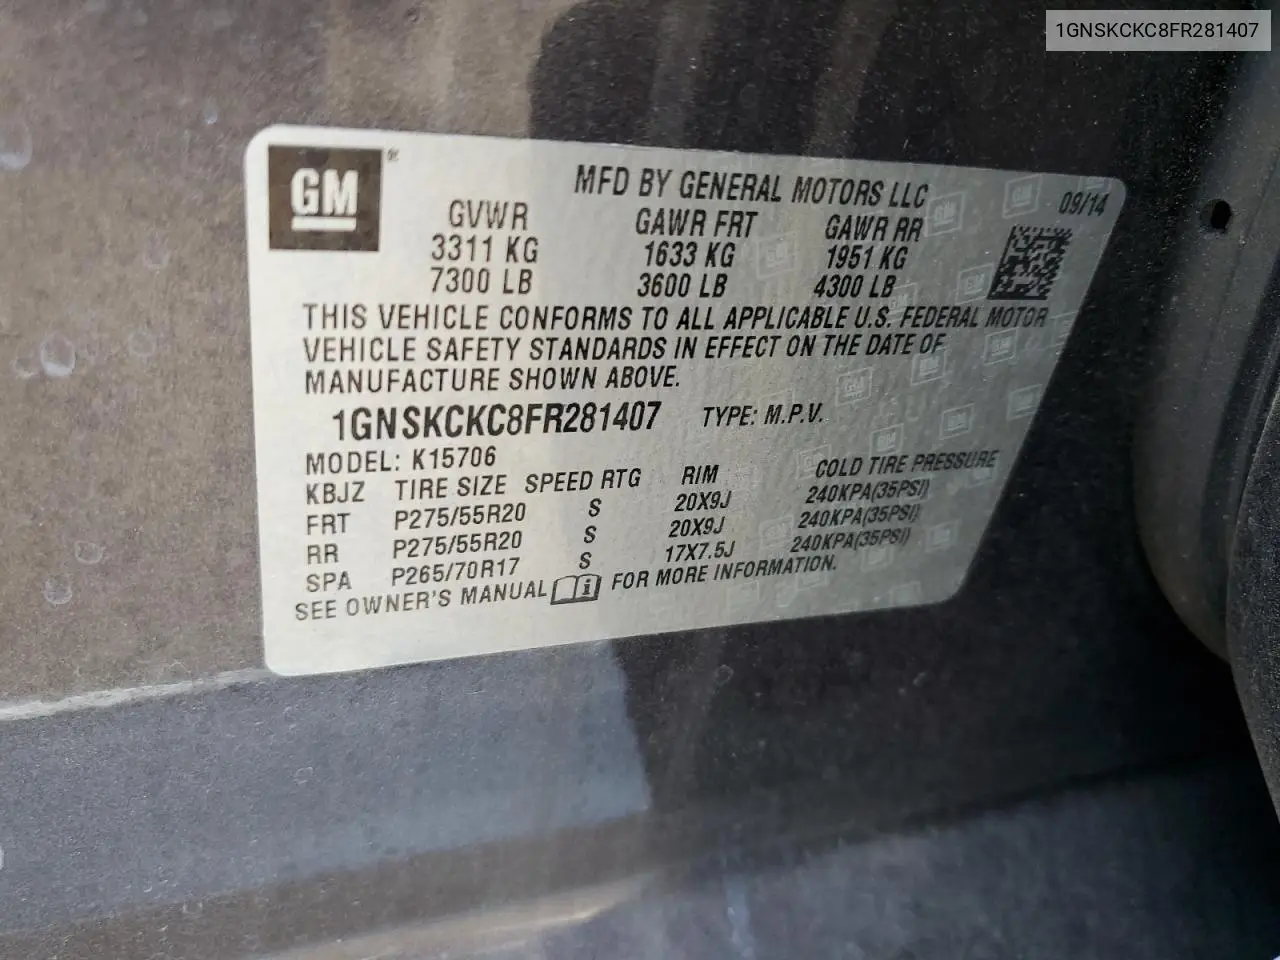 1GNSKCKC8FR281407
GM®
MFD BY GENERAL MOTORS LLC 09/14
GVWR GAWR FRT GAWR RR
3311 KG 1633 KG 1951 KG
7300 LB 3600 LB 4300 LB
THIS VEHICLE CONFORMS TO ALL APPLICABLE U.S. FEDERAL MOTOR
VEHICLE SAFETY STANDARDS IN EFFECT ON THE DATE OF
MANUFACTURE SHOWN ABOVE.
1GNSKCKC8FR281407 TYPE: M.P.V.
MODEL: K15706
KBJZ TIRE SIZE SPEED RTG RIM COLD TIRE PRESSURE
FRT P275/55R20 S 20X9J 240KPA(35PSI)
RR P275/55R20 S 20X9J 240KPA(35PSI)
SPA P265/70R17 S 17X7.5J 240KPA(35PSI)
SEE OWNER'S MANUAL i FOR MORE INFORMATION.